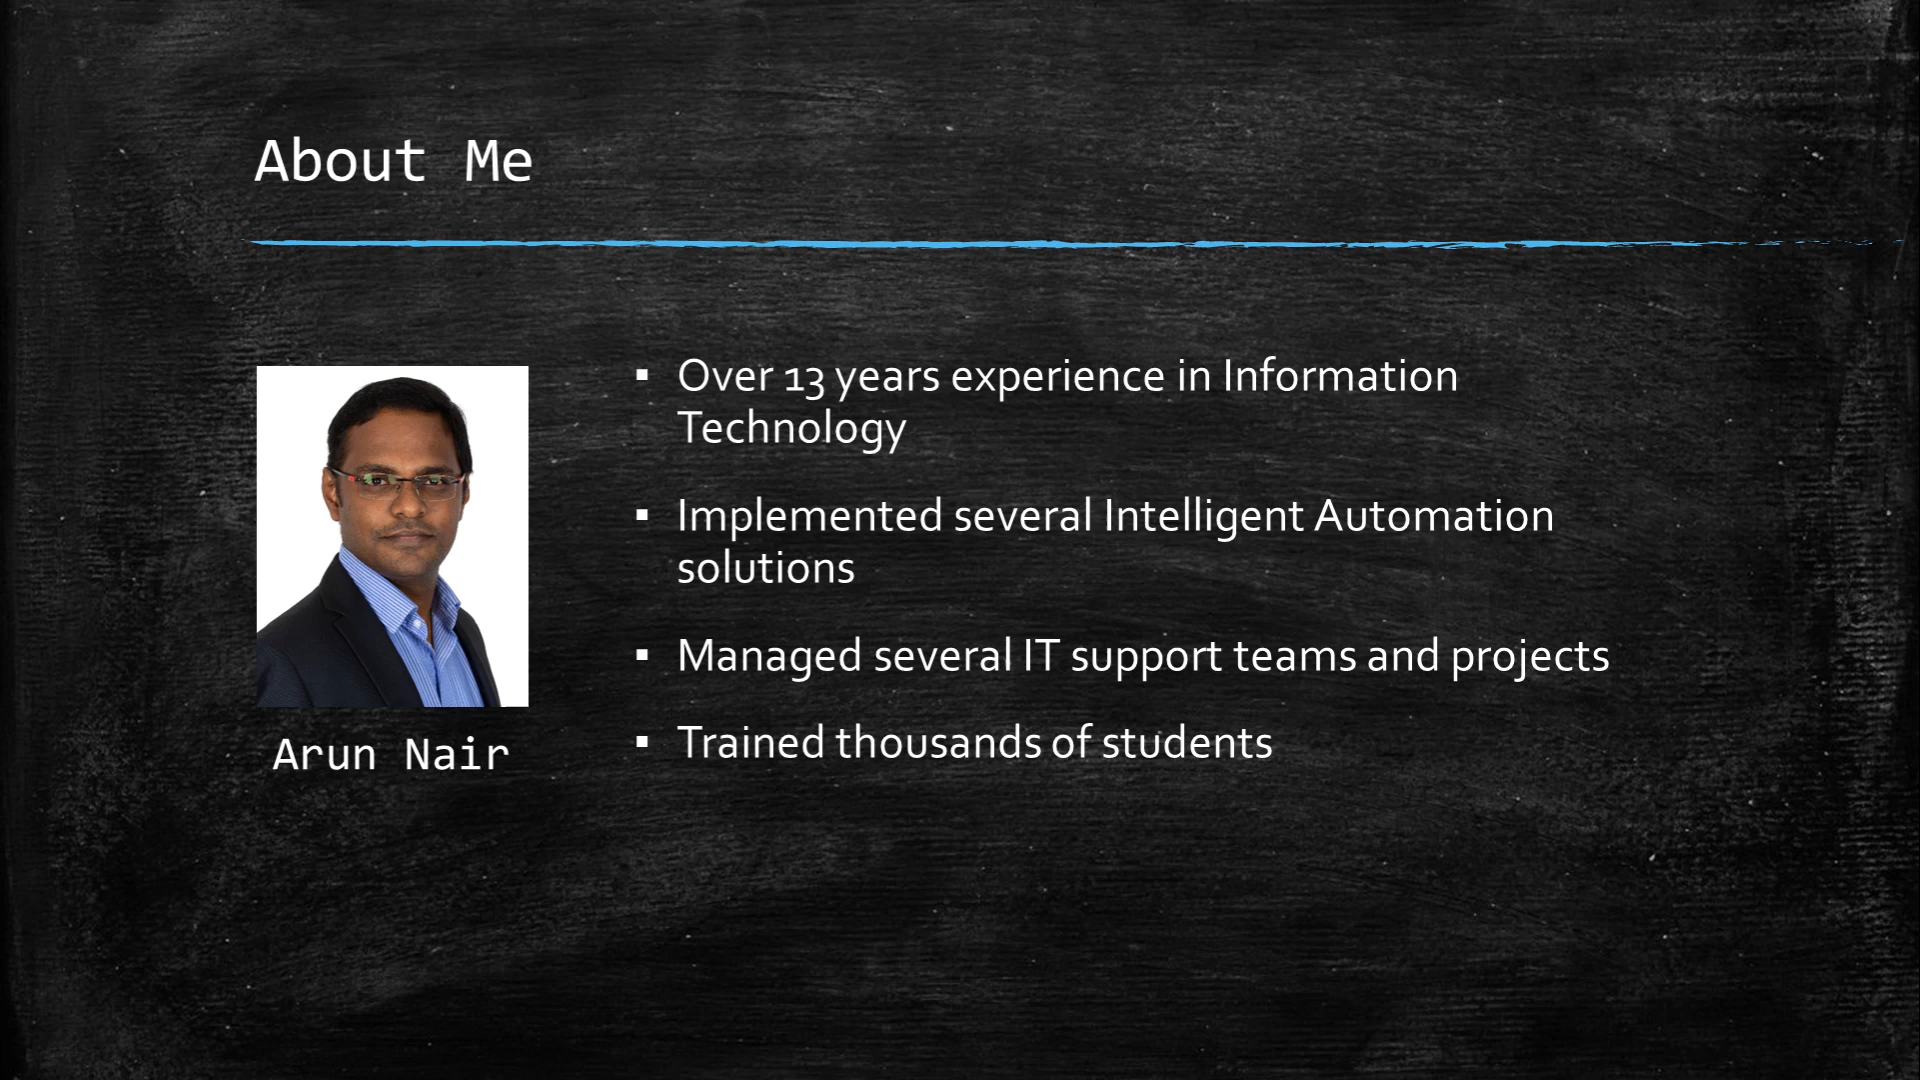 About Me
▪ Over 13 years experience in Information
Technology
▪ Implemented several Intelligent Automation
solutions
▪ Managed several IT support teams and projects
▪ Trained thousands of students
Arun Nair